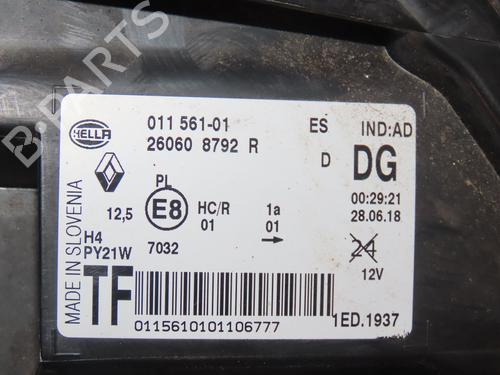 B-PARTS
HELLA
011 561-01 ES IND:AD
26060 8792 R D DG
PL
12,5 E8 HC/R 1a 00:29:21
01 01 28.06.18
H4 7032 24
PY21W 12V
MADE IN SLOVENIA
TF
0115610101106777 1ED.1937